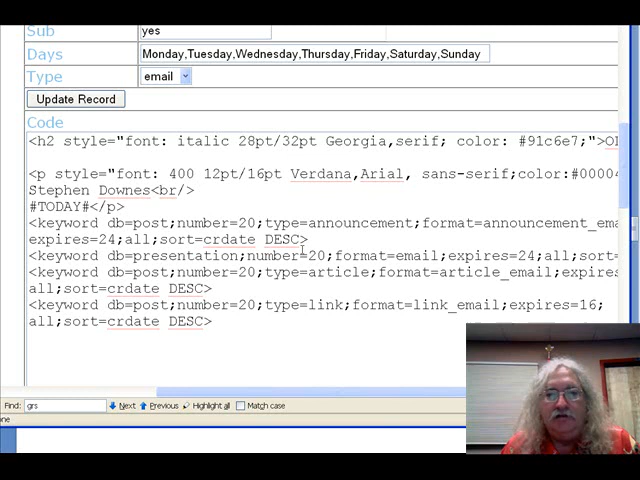 Sub yes
Days Monday,Tuesday,Wednesday,Thursday,Friday,Saturday,Sunday
Type email
Update Record
Code
<h2 style="font: italic 28pt/32pt Georgia,serif; color: #91c6e7;">
<p style="font: 400 12pt/16pt Verdana,Arial, sans-serif;color:#00004
Stephen Downes<br/>
#TODAY#</p>
<keyword db=post;number=20;type=announcement;format=announcement_ema
expires=24;all;sort=crdate DESC>
<keyword db=presentation;number=20;format=email;expires=24;all;sort=
<keyword db=post;number=20;type=article;format=article_email;expires
all;sort=crdate DESC>
<keyword db=post;number=20;type=link;format=link_email;expires=16;
all;sort=crdate DESC>
Find: grs Next Previous Highlight all Match case